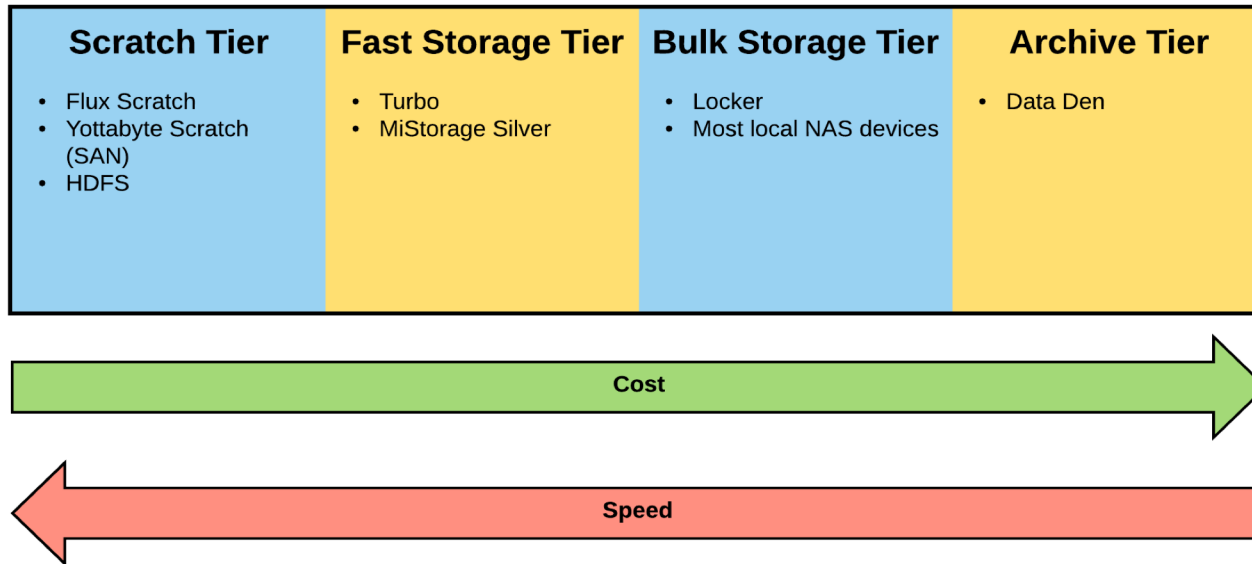 Scratch Tier
• Flux Scratch
• Yottabyte Scratch
(SAN)
• HDFS
Fast Storage Tier
• Turbo
• MiStorage Silver
Bulk Storage Tier
• Locker
• Most local NAS devices
Archive Tier
• Data Den
Cost
Speed